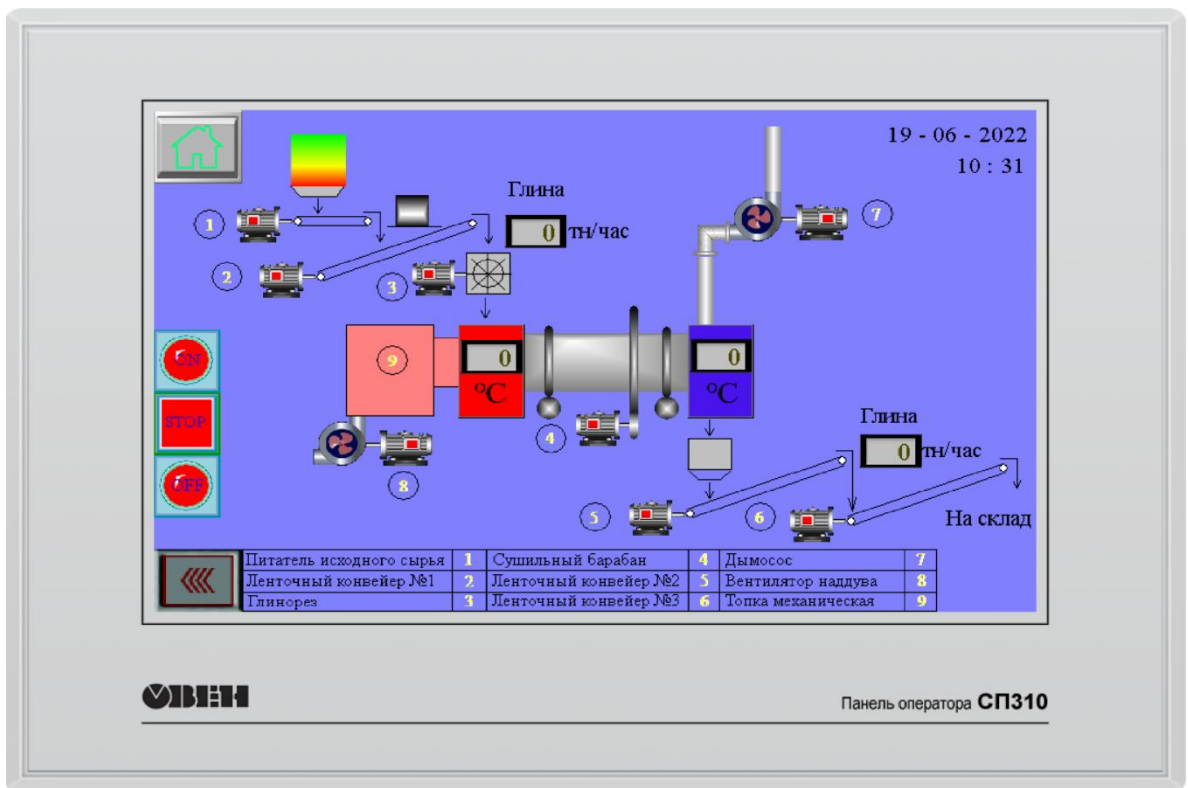 19 - 06 - 2022
10 : 31
Глина
0 тн/час
1
2
3
7
ON
STOP
OFF
9
0
°C
0
°C
4
8
Глина
0 тн/час
5
6
На склад
Питатель исходного сырья 1 Сушильный барабан 4 Дымосос 7
Ленточный конвейер №1 2 Ленточный конвейер №2 5 Вентилятор наддува 8
Глинорез 3 Ленточный конвейер №3 6 Топка механическая 9
ОВЕН
Панель оператора СП310